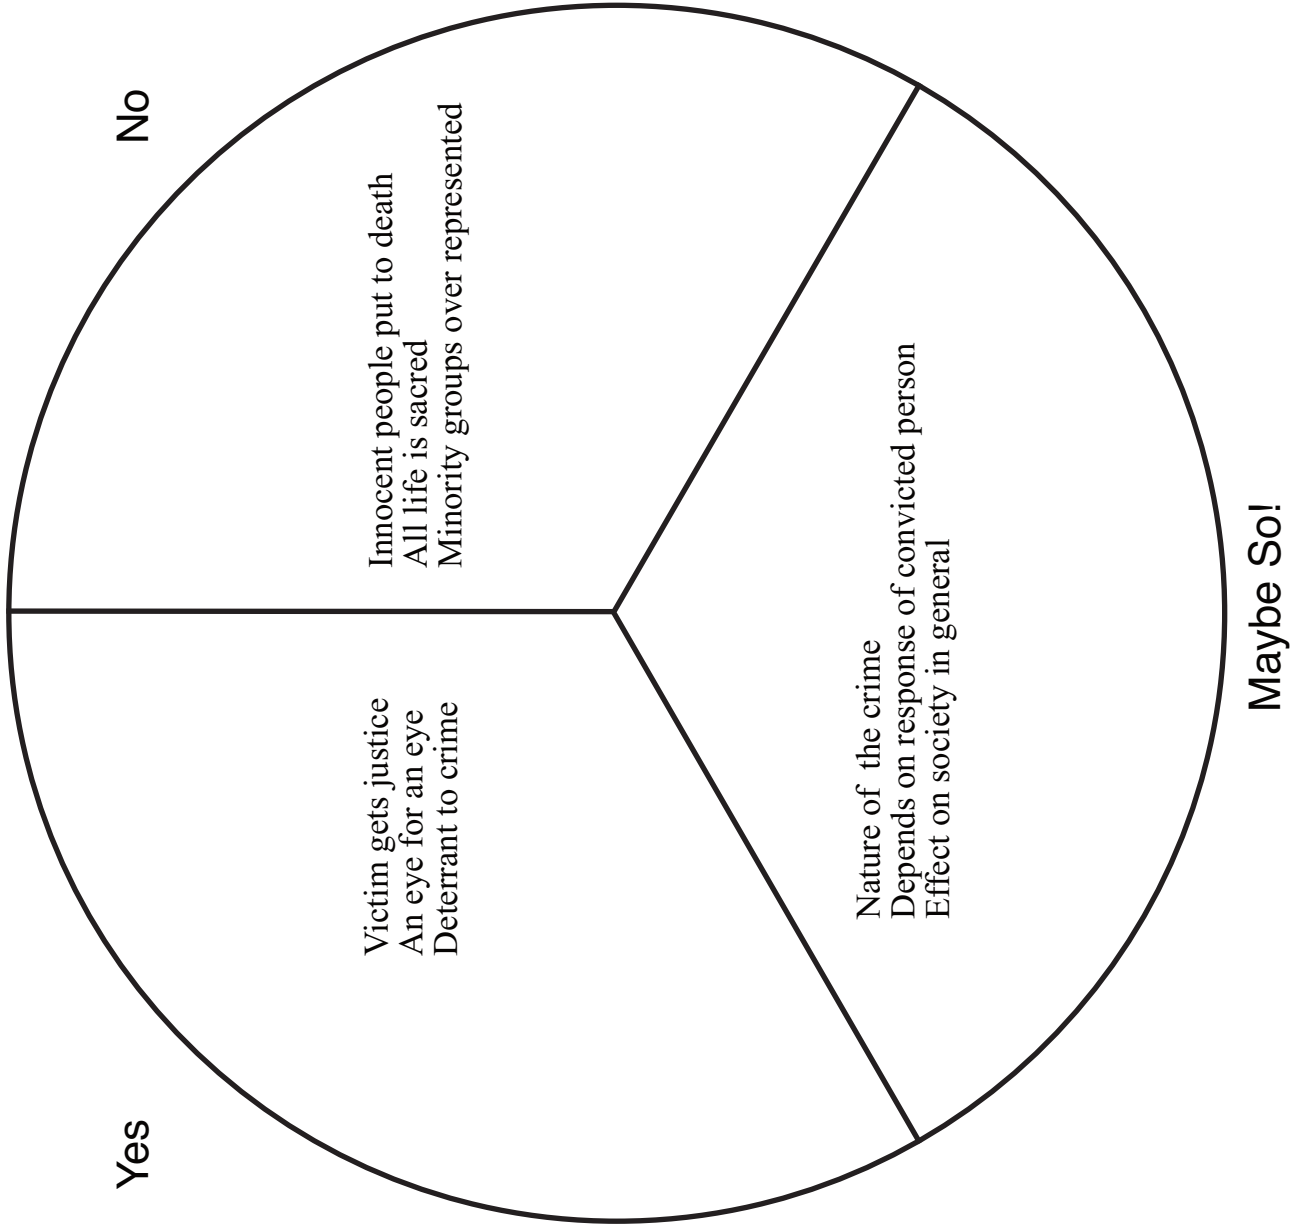 Yes
No
Victim gets justice
An eye for an eye
Deterrant to crime
Innocent people put to death
All life is sacred
Minority groups over represented
Nature of  the crime
Depends on response of convicted person
Effect on society in general
Maybe So!